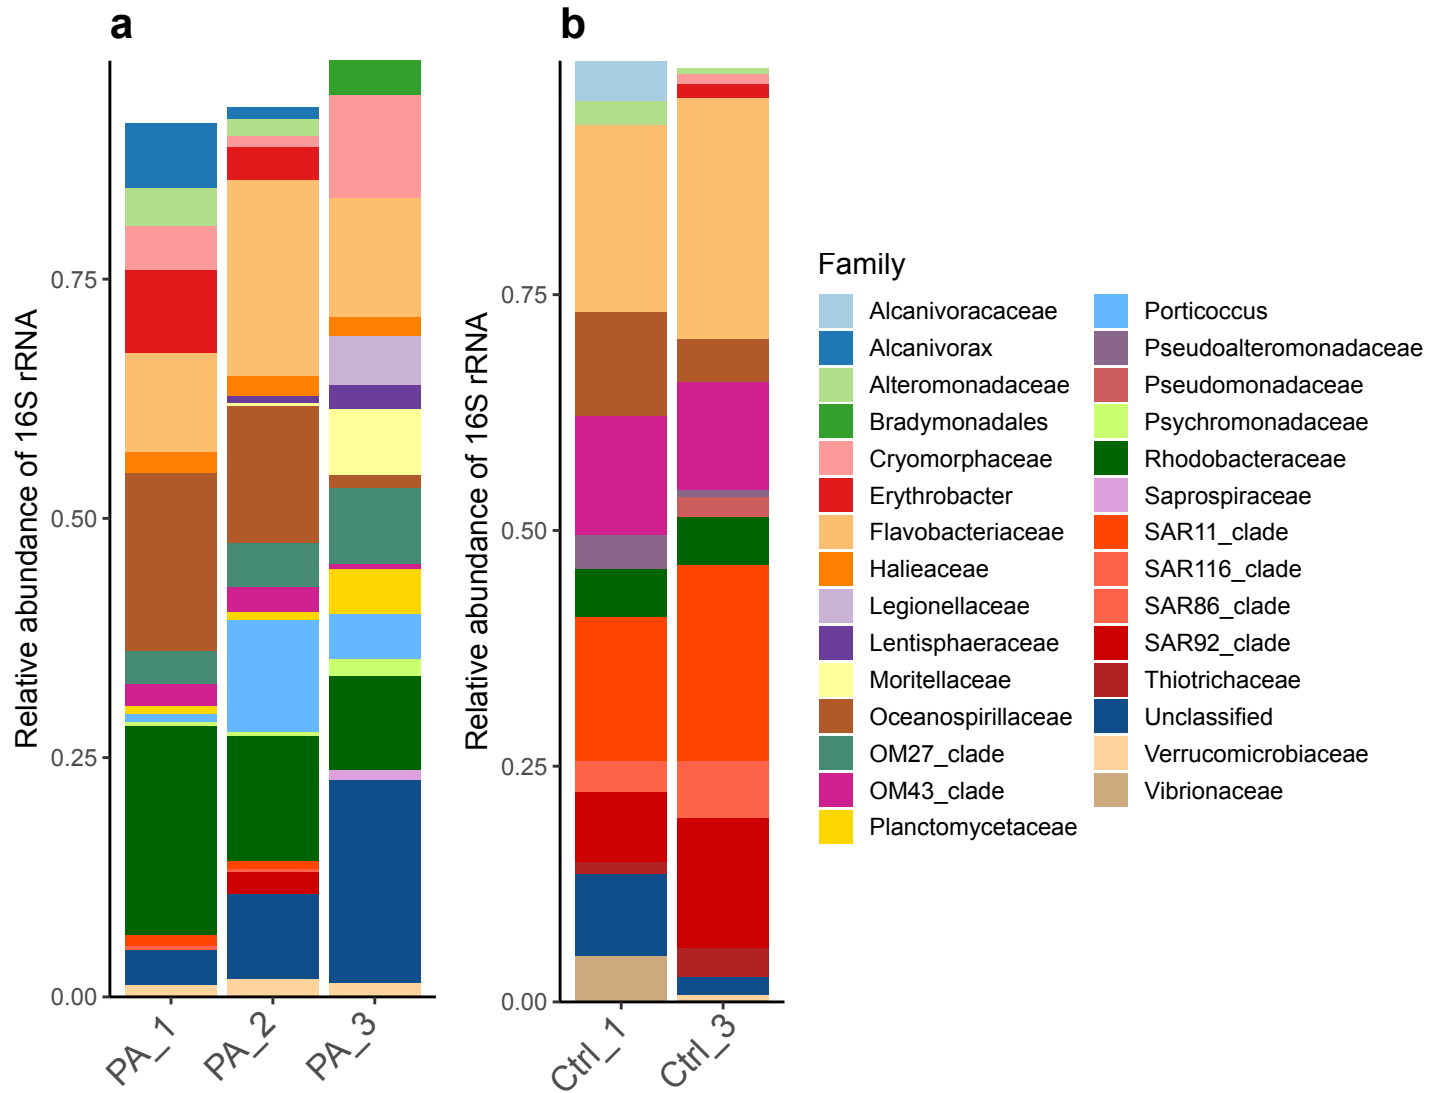 a
b
Relative abundance of 16S rRNA
0.75
0.50
0.25
0.00
PA_1
PA_2
PA_3
Relative abundance of 16S rRNA
0.75
0.50
0.25
0.00
Ctrl_1
Ctrl_3
Family
Alcanivoracaceae
Alcanivorax
Alteromonadaceae
Bradymonadales
Cryomorphaceae
Erythrobacter
Flavobacteriaceae
Halieaceae
Legionellaceae
Lentisphaeraceae
Moritellaceae
Oceanospirillaceae
OM27_clade
OM43_clade
Planctomycetaceae
Porticoccus
Pseudoalteromonadaceae
Pseudomonadaceae
Psychromonadaceae
Rhodobacteraceae
Saprospiraceae
SAR11_clade
SAR116_clade
SAR86_clade
SAR92_clade
Thiotrichaceae
Unclassified
Verrucomicrobiaceae
Vibrionaceae